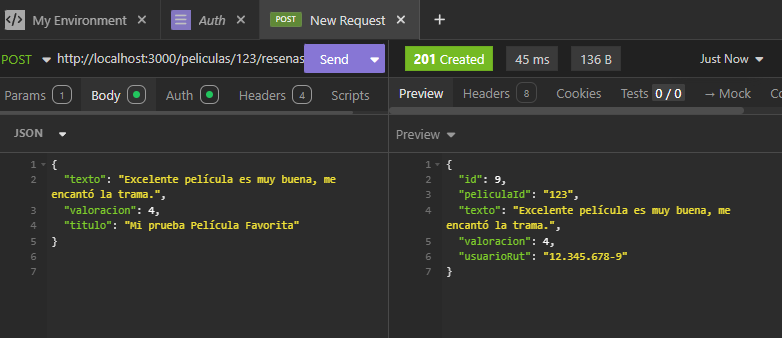 </> My Environment × Auth × POST New Request × +
POST http://localhost:3000/peliculas/123/resenas Send 201 Created 45 ms 136 B Just Now
Params 1 Body Auth Headers 4 Scripts Preview Headers 8 Cookies Tests 0 / 0 → Mock Co
JSON Preview
1 {
2 "texto": "Excelente película es muy buena, me
encantó la trama.",
3 "valoracion": 4,
4 "titulo": "Mi prueba Película Favorita"
5 }
6
7
1 {
2 "id": 9,
3 "peliculaId": "123",
4 "texto": "Excelente película es muy buena, me
encantó la trama.",
5 "valoracion": 4,
6 "usuarioRut": "12.345.678-9"
7 }